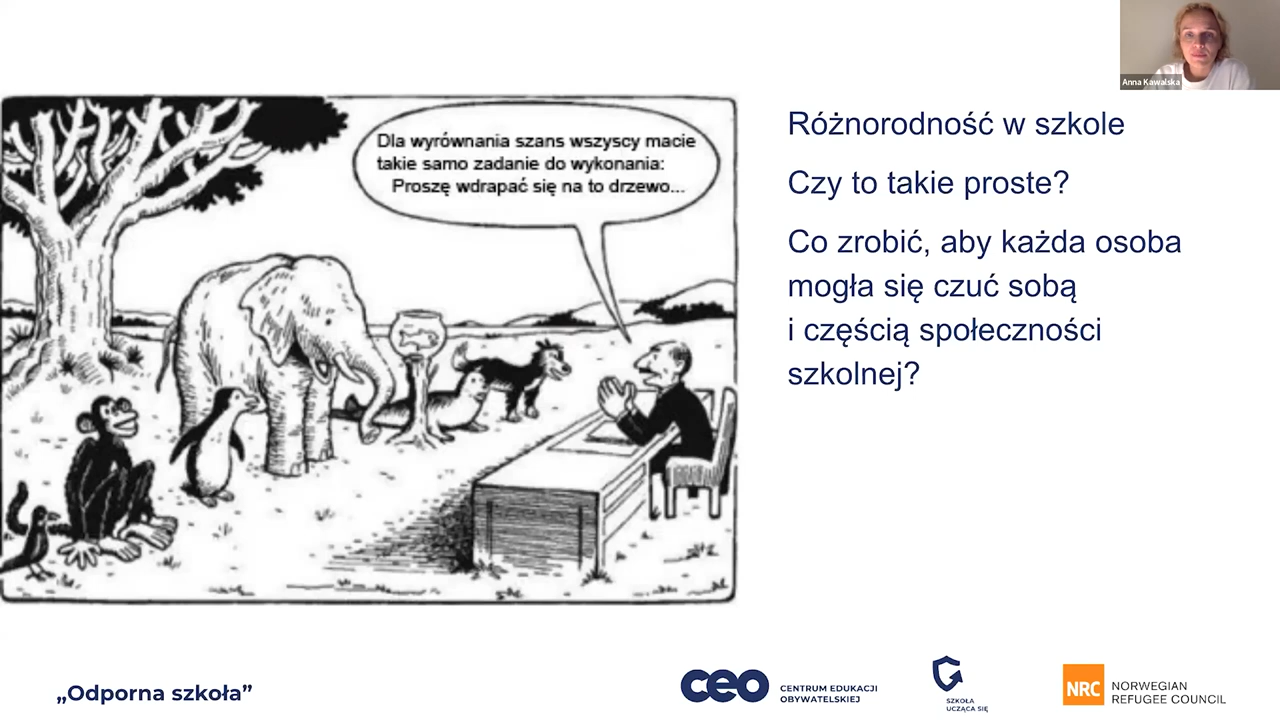 Anna Kawalska
Dla wyrównania szans wszyscy macie
takie samo zadanie do wykonania:
Proszę wdrapać się na to drzewo...
Różnorodność w szkole
Czy to takie proste?
Co zrobić, aby każda osoba
mogła się czuć sobą
i częścią społeczności
szkolnej?
„Odporna szkoła”
ceo
CENTRUM EDUKACJI
OBYWATELSKIEJ
SZKOŁA
UCZĄCA SIĘ
NRC
NORWEGIAN
REFUGEE COUNCIL